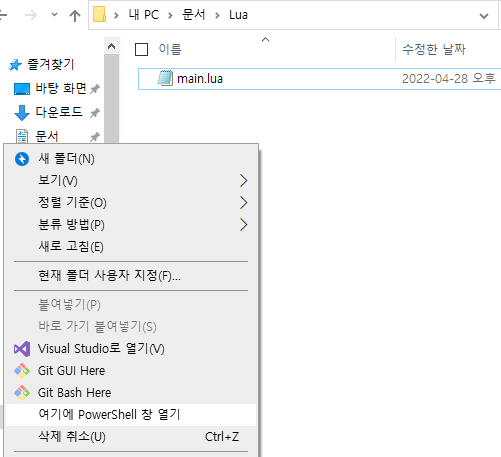 내 PC > 문서 > Lua
이름 수정한 날짜
즐겨찾기
main.lua 2022-04-28 오후
바탕 화면
다운로드
문서
새 폴더(N)
보기(V)
정렬 기준(O)
분류 방법(P)
새로 고침(E)
현재 폴더 사용자 지정(F)...
붙여넣기(P)
바로 가기 붙여넣기(S)
Visual Studio로 열기(V)
Git GUI Here
Git Bash Here
여기에 PowerShell 창 열기
삭제 취소(U) Ctrl+Z